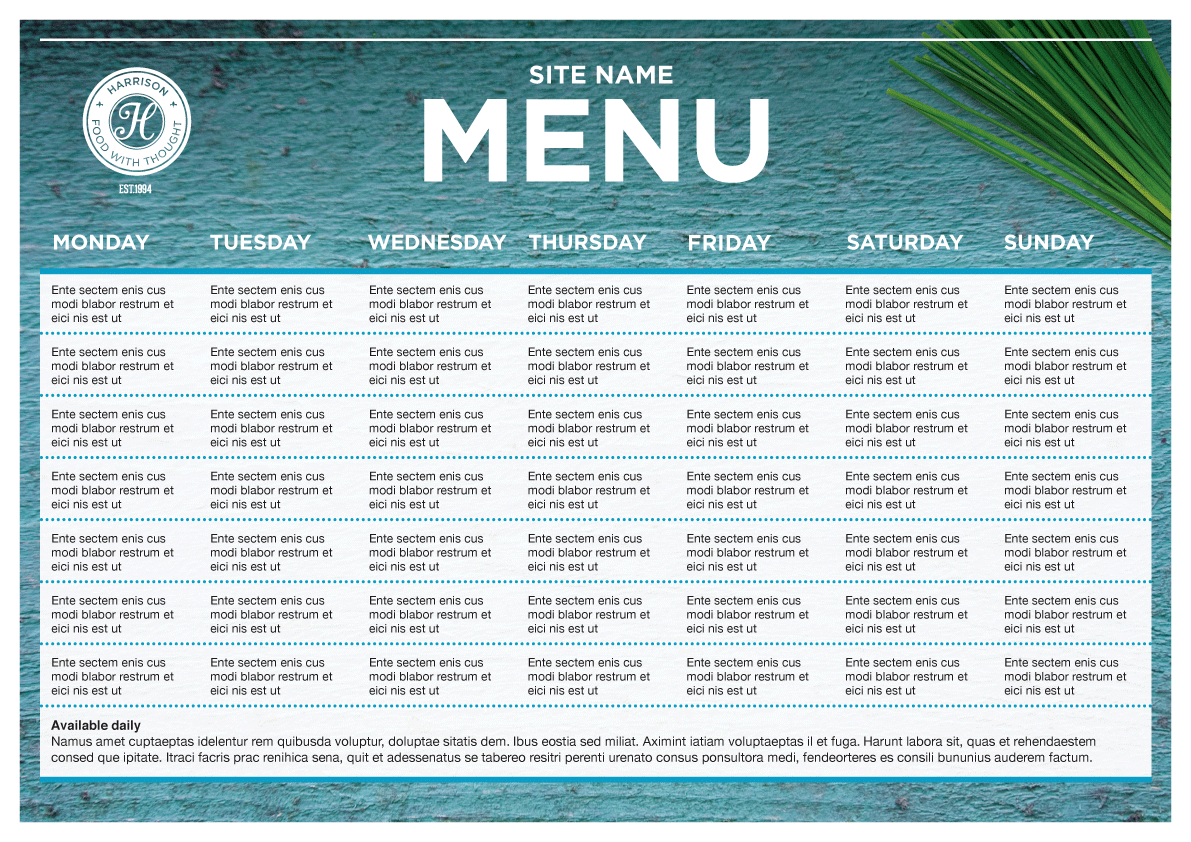 HARRISON
H
FOOD WITH THOUGHT
EST.1994
SITE NAME
MENU
MONDAY TUESDAY WEDNESDAY THURSDAY FRIDAY SATURDAY SUNDAY
Ente sectem enis cus Ente sectem enis cus Ente sectem enis cus Ente sectem enis cus Ente sectem enis cus Ente sectem enis cus Ente sectem enis cus
modi blabor restrum et modi blabor restrum et modi blabor restrum et modi blabor restrum et modi blabor restrum et modi blabor restrum et modi blabor restrum et
eici nis est ut eici nis est ut eici nis est ut eici nis est ut eici nis est ut eici nis est ut eici nis est ut
Ente sectem enis cus Ente sectem enis cus Ente sectem enis cus Ente sectem enis cus Ente sectem enis cus Ente sectem enis cus Ente sectem enis cus
modi blabor restrum et modi blabor restrum et modi blabor restrum et modi blabor restrum et modi blabor restrum et modi blabor restrum et modi blabor restrum et
eici nis est ut eici nis est ut eici nis est ut eici nis est ut eici nis est ut eici nis est ut eici nis est ut
Ente sectem enis cus Ente sectem enis cus Ente sectem enis cus Ente sectem enis cus Ente sectem enis cus Ente sectem enis cus Ente sectem enis cus
modi blabor restrum et modi blabor restrum et modi blabor restrum et modi blabor restrum et modi blabor restrum et modi blabor restrum et modi blabor restrum et
eici nis est ut eici nis est ut eici nis est ut eici nis est ut eici nis est ut eici nis est ut eici nis est ut
Ente sectem enis cus Ente sectem enis cus Ente sectem enis cus Ente sectem enis cus Ente sectem enis cus Ente sectem enis cus Ente sectem enis cus
modi blabor restrum et modi blabor restrum et modi blabor restrum et modi blabor restrum et modi blabor restrum et modi blabor restrum et modi blabor restrum et
eici nis est ut eici nis est ut eici nis est ut eici nis est ut eici nis est ut eici nis est ut eici nis est ut
Ente sectem enis cus Ente sectem enis cus Ente sectem enis cus Ente sectem enis cus Ente sectem enis cus Ente sectem enis cus Ente sectem enis cus
modi blabor restrum et modi blabor restrum et modi blabor restrum et modi blabor restrum et modi blabor restrum et modi blabor restrum et modi blabor restrum et
eici nis est ut eici nis est ut eici nis est ut eici nis est ut eici nis est ut eici nis est ut eici nis est ut
Ente sectem enis cus Ente sectem enis cus Ente sectem enis cus Ente sectem enis cus Ente sectem enis cus Ente sectem enis cus Ente sectem enis cus
modi blabor restrum et modi blabor restrum et modi blabor restrum et modi blabor restrum et modi blabor restrum et modi blabor restrum et modi blabor restrum et
eici nis est ut eici nis est ut eici nis est ut eici nis est ut eici nis est ut eici nis est ut eici nis est ut
Ente sectem enis cus Ente sectem enis cus Ente sectem enis cus Ente sectem enis cus Ente sectem enis cus Ente sectem enis cus Ente sectem enis cus
modi blabor restrum et modi blabor restrum et modi blabor restrum et modi blabor restrum et modi blabor restrum et modi blabor restrum et modi blabor restrum et
eici nis est ut eici nis est ut eici nis est ut eici nis est ut eici nis est ut eici nis est ut eici nis est ut
Available daily
Namus amet cuptaeptas idelentur rem quibusda voluptur, doluptae sitatis dem. Ibus eostia sed miliat. Aximint iatiam voluptaeptas il et fuga. Harunt labora sit, quas et rehendaestem
consed que ipitate. Itraci facris prac renihica sena, quit et adessenatus se tabereo resitri perenti urenato consus ponsultora medi, fendeorteres es consili bununius auderem factum.